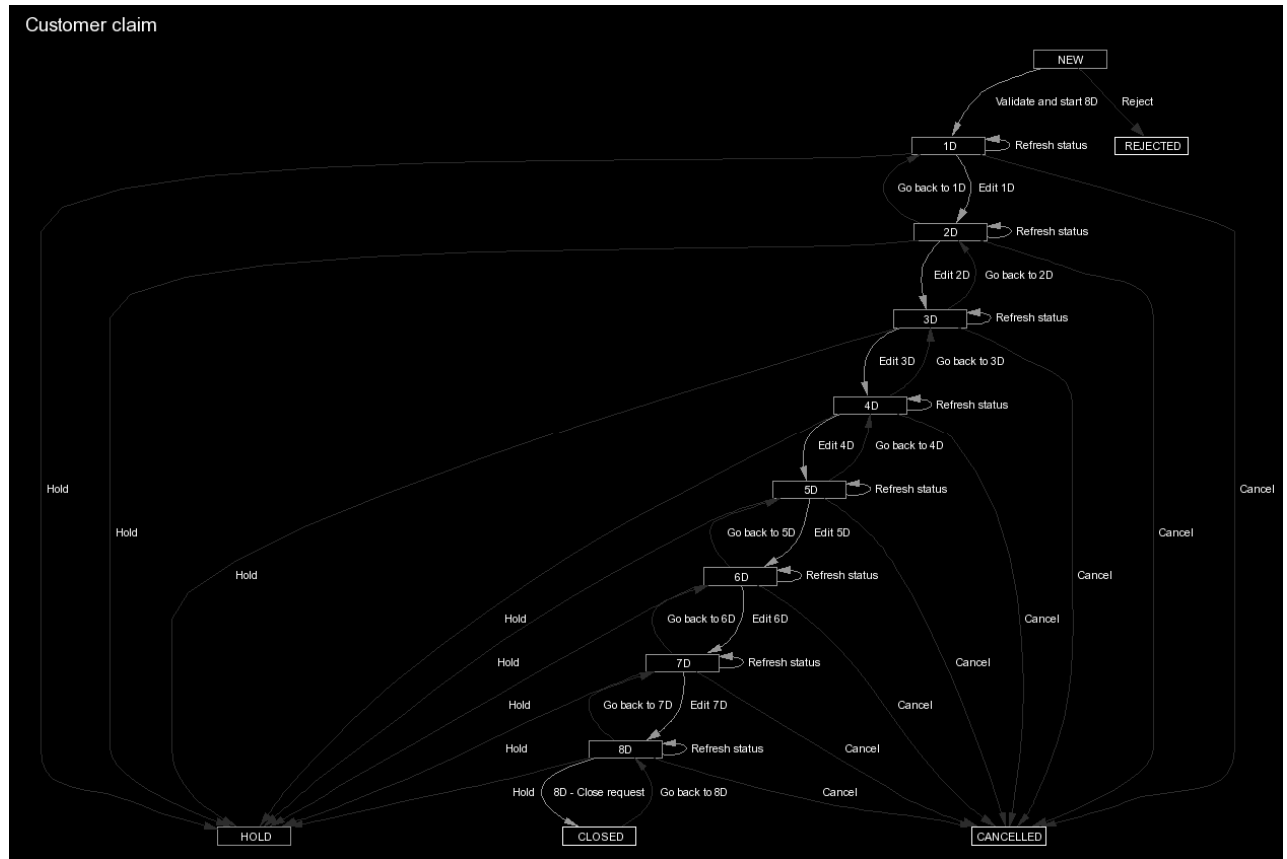 Customer claim
NEW
Validate and start 8D
Reject
1D
Refresh status
REJECTED
Go back to 1D
Edit 1D
2D
Refresh status
Edit 2D
Go back to 2D
3D
Refresh status
Edit 3D
Go back to 3D
4D
Refresh status
Edit 4D
Go back to 4D
Hold
5D
Refresh status
Cancel
Hold
Go back to 5D
Edit 5D
Cancel
Hold
6D
Refresh status
Cancel
Hold
Go back to 6D
Edit 6D
Cancel
Hold
7D
Refresh status
Cancel
Hold
Go back to 7D
Edit 7D
Cancel
Hold
8D
Refresh status
Cancel
Hold
8D - Close request
Go back to 8D
Cancel
HOLD
CLOSED
CANCELLED